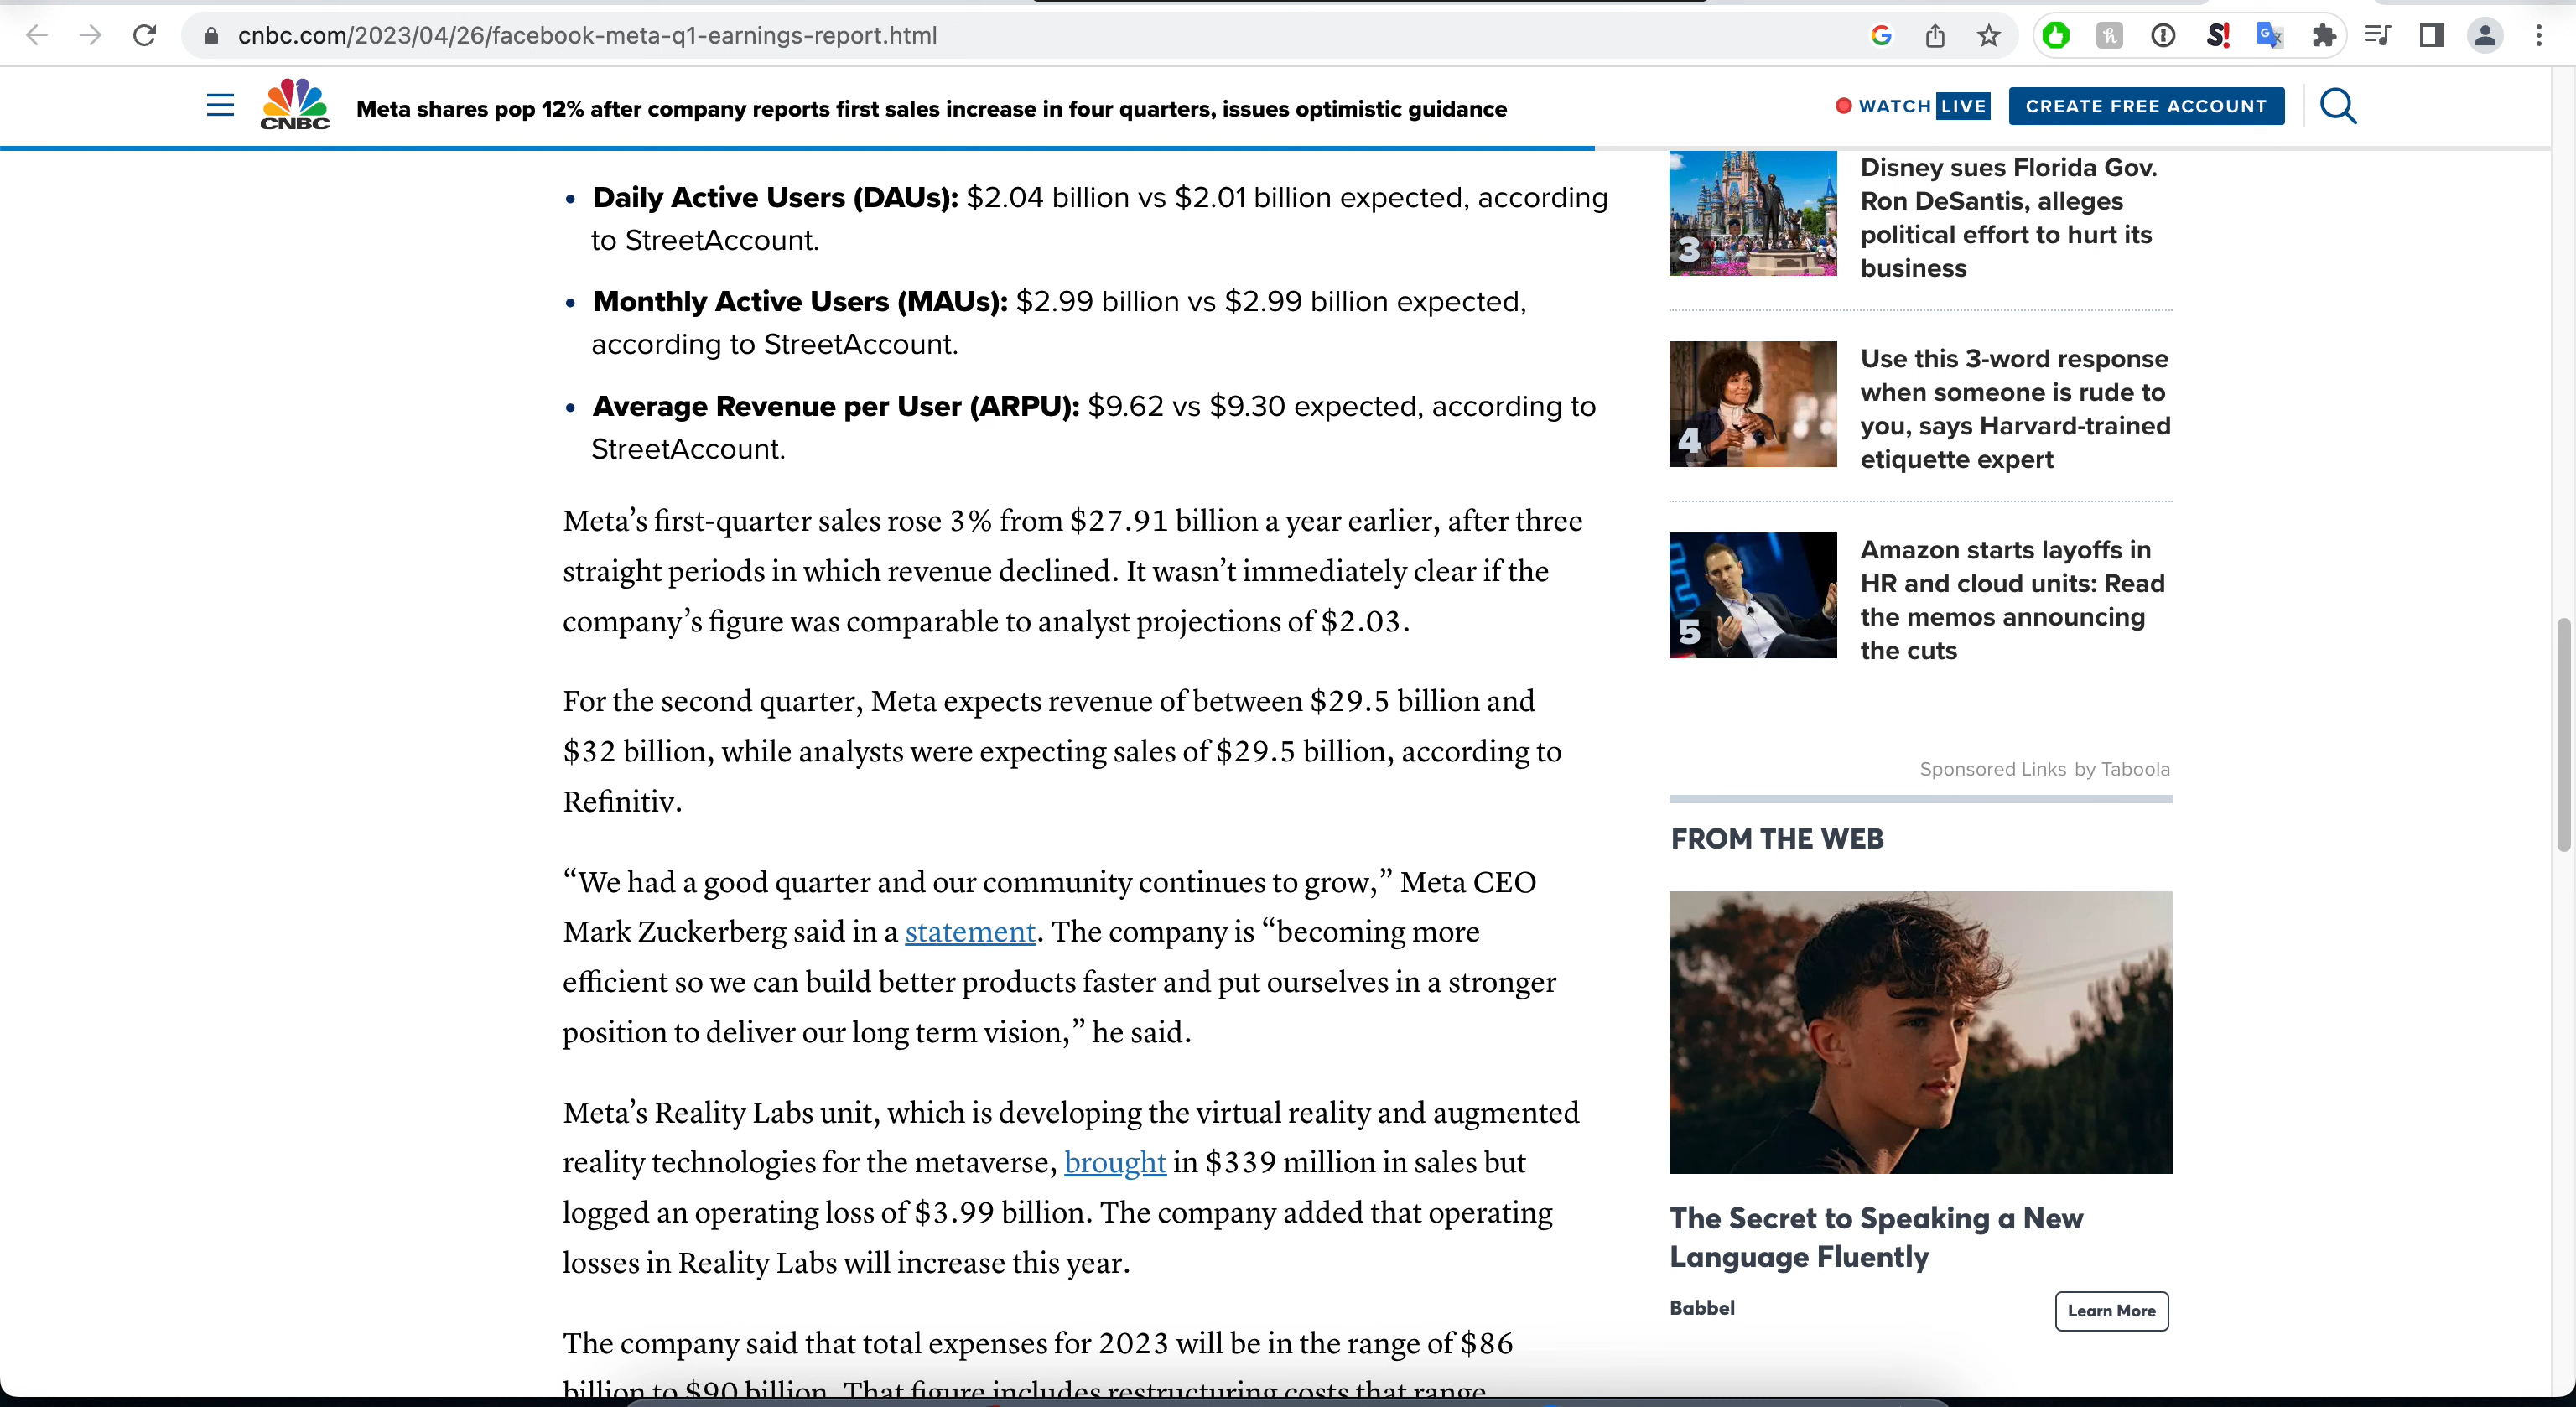 cnbc.com/2023/04/26/facebook-meta-q1-earnings-report.html
CNBC
Meta shares pop 12% after company reports first sales increase in four quarters, issues optimistic guidance
WATCH LIVE
CREATE FREE ACCOUNT
• Daily Active Users (DAUs): $2.04 billion vs $2.01 billion expected, according
to StreetAccount.
• Monthly Active Users (MAUs): $2.99 billion vs $2.99 billion expected,
according to StreetAccount.
• Average Revenue per User (ARPU): $9.62 vs $9.30 expected, according to
StreetAccount.
Meta’s first-quarter sales rose 3% from $27.91 billion a year earlier, after three
straight periods in which revenue declined. It wasn’t immediately clear if the
company’s figure was comparable to analyst projections of $2.03.
For the second quarter, Meta expects revenue of between $29.5 billion and
$32 billion, while analysts were expecting sales of $29.5 billion, according to
Refinitiv.
“We had a good quarter and our community continues to grow,” Meta CEO
Mark Zuckerberg said in a statement. The company is “becoming more
efficient so we can build better products faster and put ourselves in a stronger
position to deliver our long term vision,” he said.
Meta’s Reality Labs unit, which is developing the virtual reality and augmented
reality technologies for the metaverse, brought in $339 million in sales but
logged an operating loss of $3.99 billion. The company added that operating
losses in Reality Labs will increase this year.
The company said that total expenses for 2023 will be in the range of $86
billion to $90 billion. That figure includes restructuring costs that range
3
Disney sues Florida Gov.
Ron DeSantis, alleges
political effort to hurt its
business
4
Use this 3-word response
when someone is rude to
you, says Harvard-trained
etiquette expert
5
Amazon starts layoffs in
HR and cloud units: Read
the memos announcing
the cuts
Sponsored Links by Taboola
FROM THE WEB
The Secret to Speaking a New
Language Fluently
Babbel
Learn More